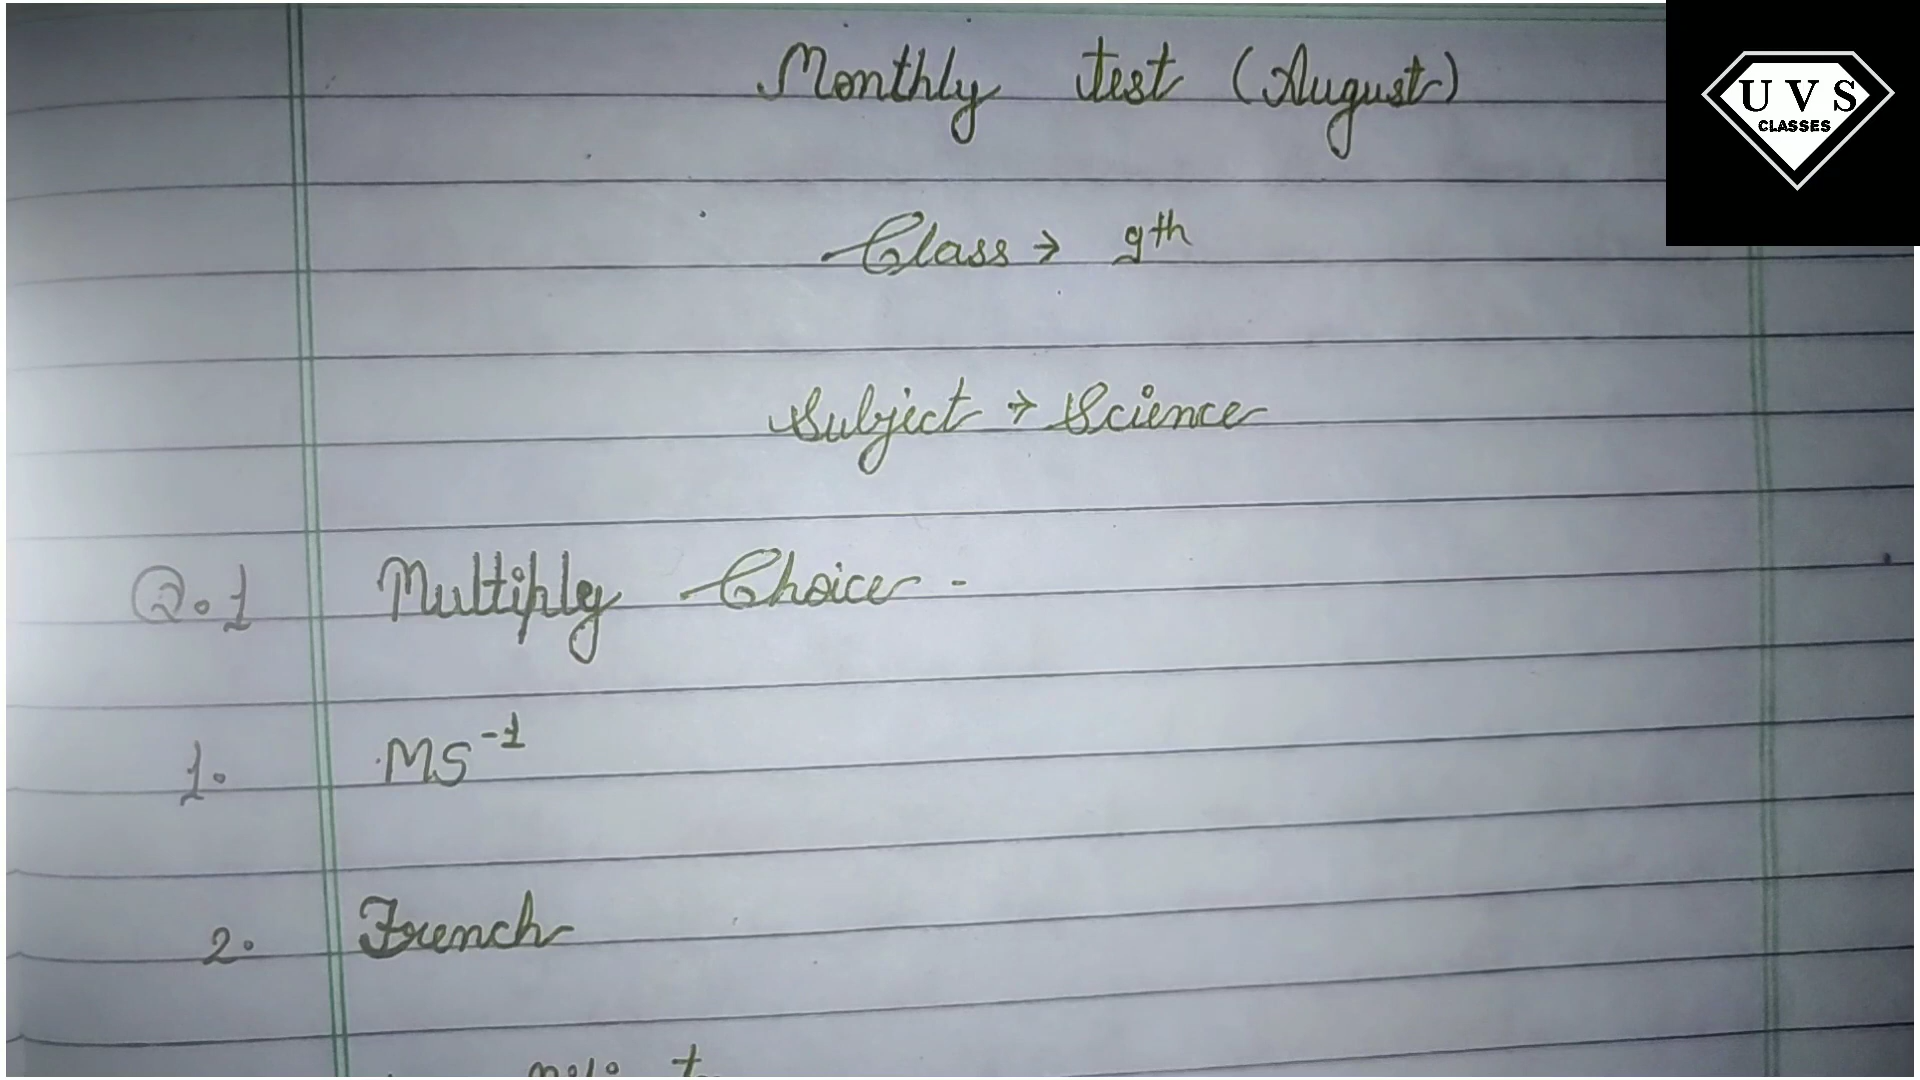 Monthly Test (August)
U V S
CLASSES
Class → 9th
Subject → Science
Q.1 Multiply Choice -
1. MS⁻¹
2. French